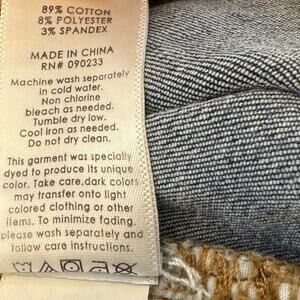 89% COTTON
8% POLYESTER
3% SPANDEX
MADE IN CHINA
RN# 090233
Machine wash separately
in cold water.
Non chlorine
bleach as needed.
Tumble dry low.
Cool iron as needed.
Do not dry clean.
This garment was specially
dyed to produce its unique
color. Take care,dark colors
may transfer onto light
colored clothing or other
items. To minimize fading,
please wash separately and
follow care instructions.